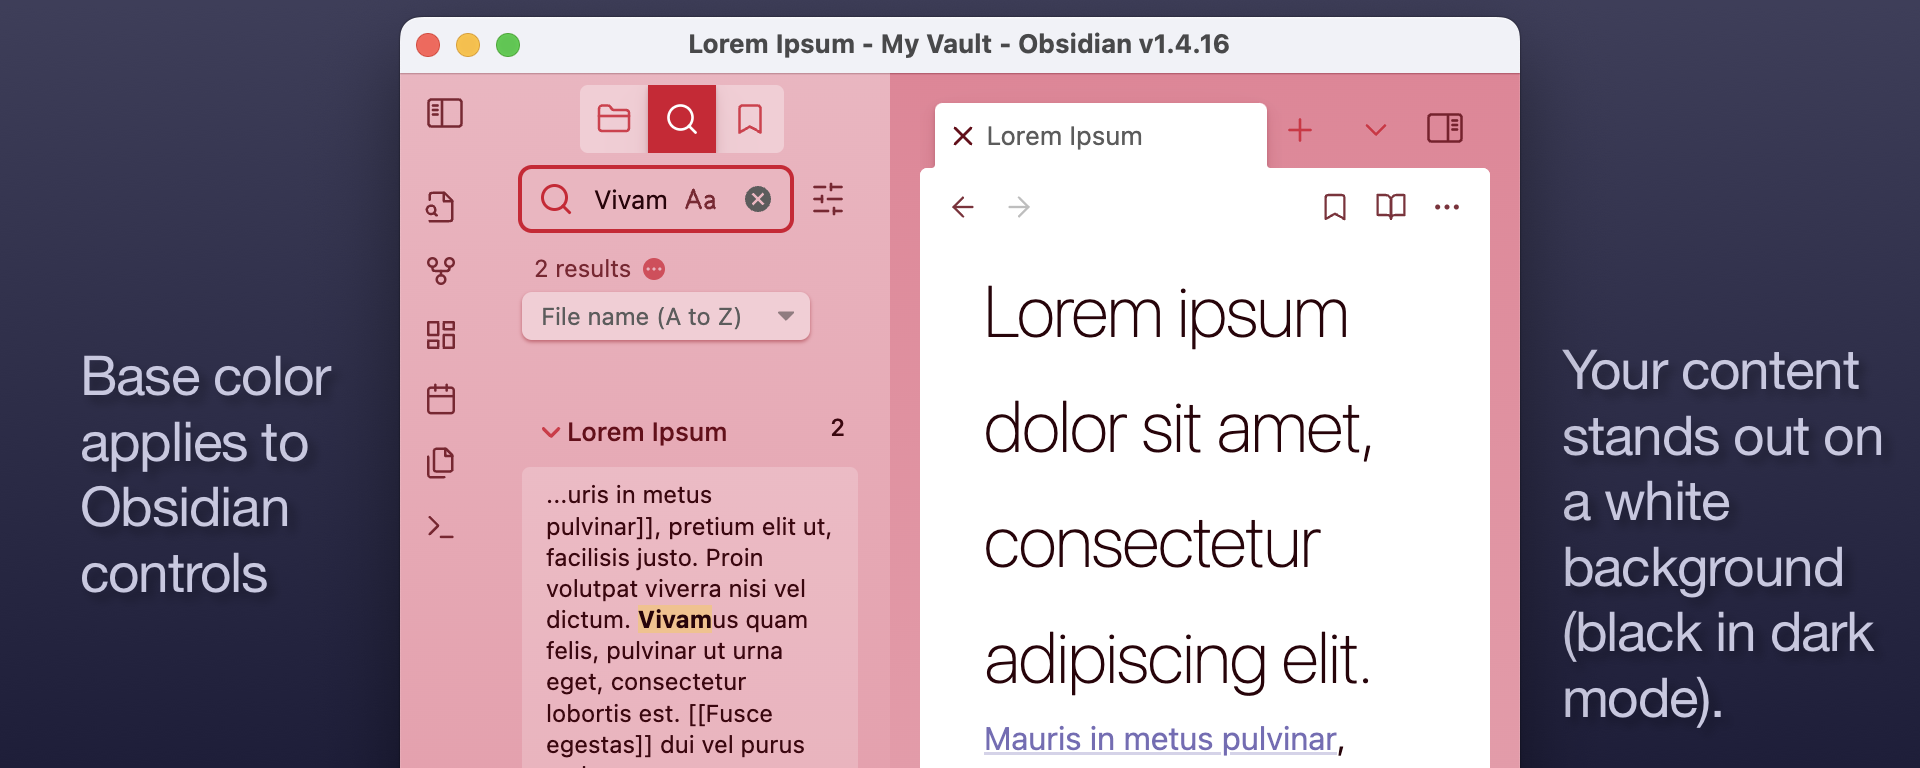 Lorem Ipsum - My Vault - Obsidian v1.4.16
Base color
applies to
Obsidian
controls
Vivam Aa
2 results
File name (A to Z)
Lorem Ipsum 2
...uris in metus
pulvinar]], pretium elit ut,
facilisis justo. Proin
volutpat viverra nisi vel
dictum. Vivamus quam
felis, pulvinar ut urna
eget, consectetur
lobortis est. [[Fusce
egestas]] dui vel purus
Lorem Ipsum
Lorem ipsum
dolor sit amet,
consectetur
adipiscing elit.
Mauris in metus pulvinar,
Your content
stands out on
a white
background
(black in dark
mode).